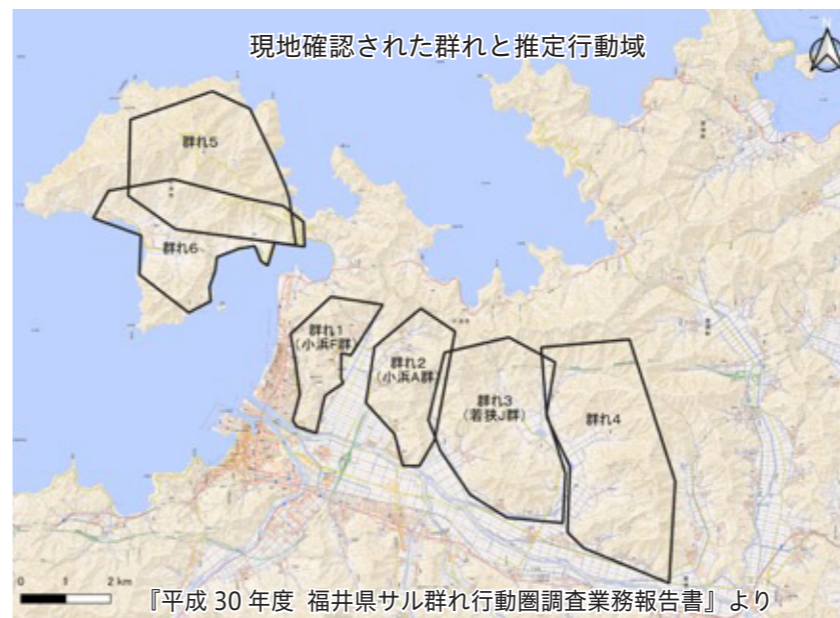 現地確認された群れと推定行動域
N
群れ5
群れ6
群れ1
(小浜F群)
群れ2
(小浜A群)
群れ3
(若狭J群)
群れ4
0 1 2 km
『平成 30 年度 福井県サル群れ行動圏調査業務報告書』より